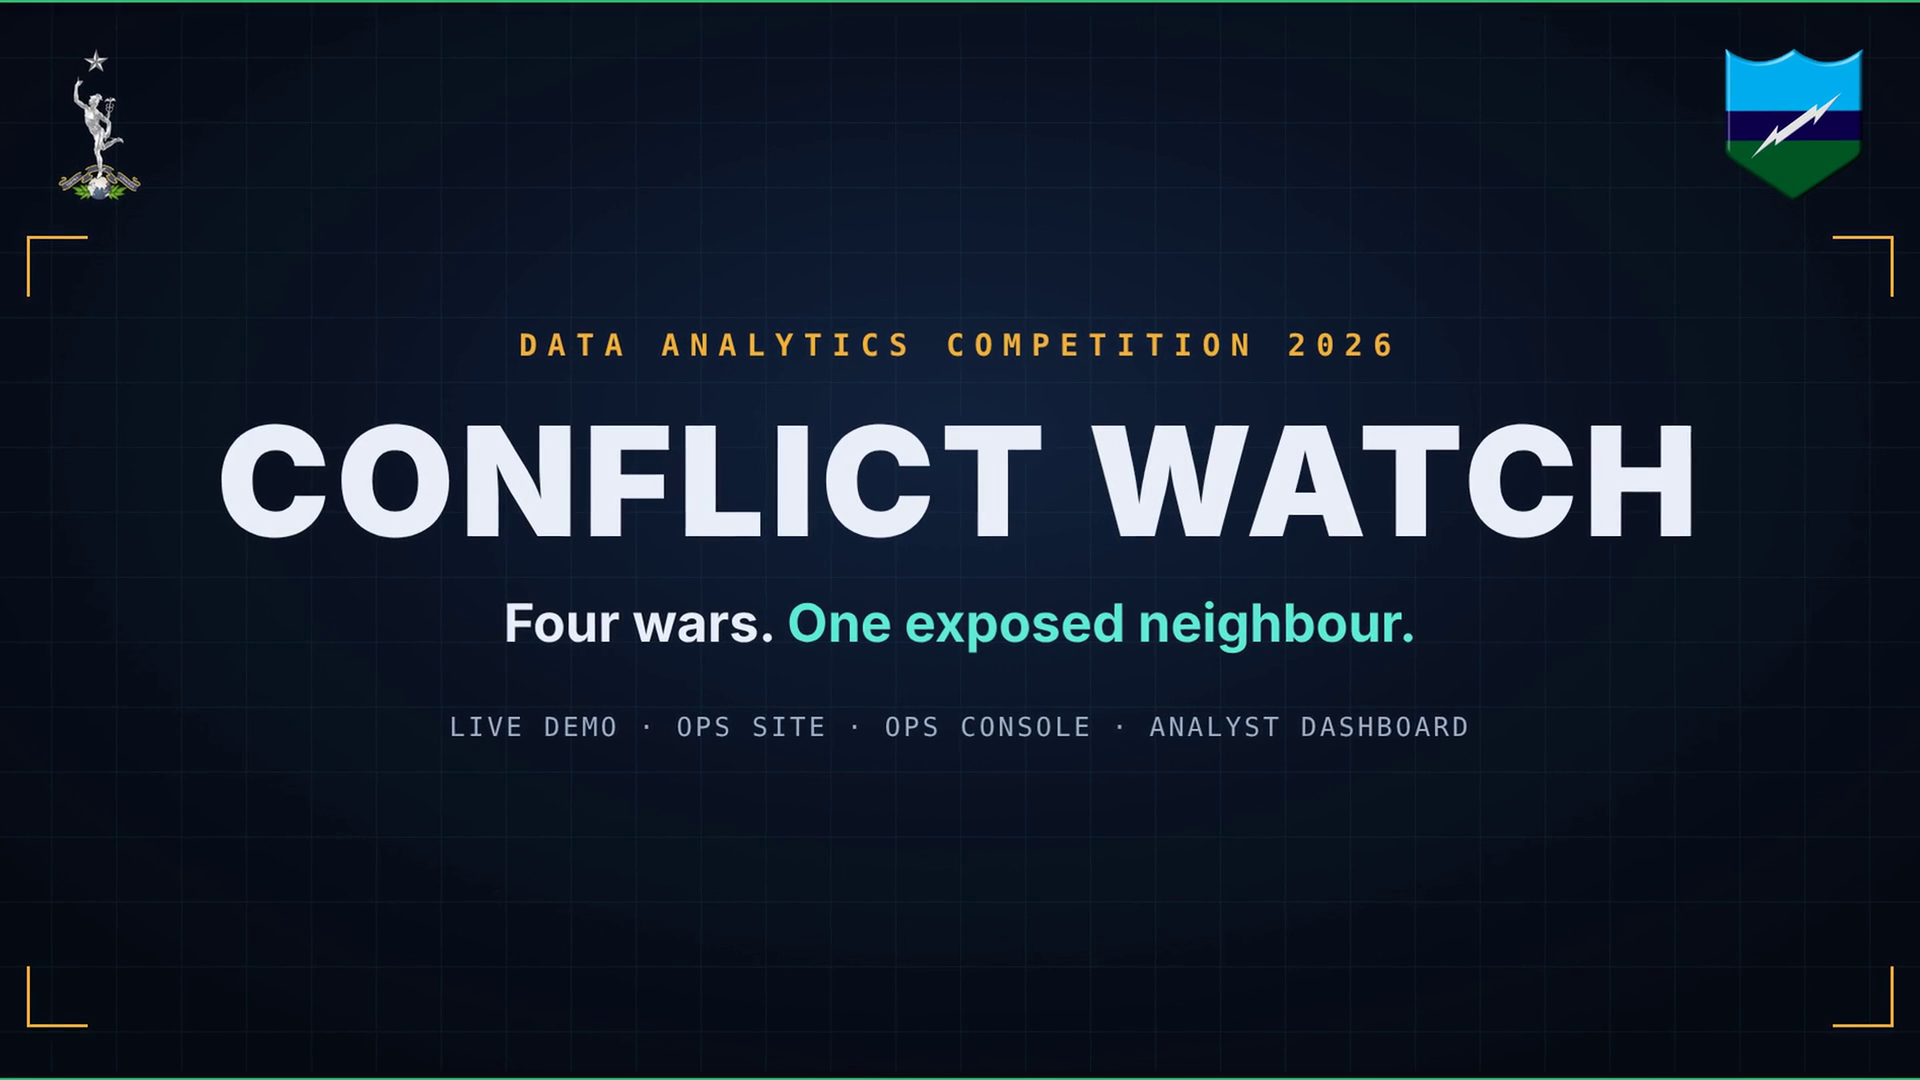 DATA ANALYTICS COMPETITION 2026
CONFLICT WATCH
Four wars. One exposed neighbour.
LIVE DEMO · OPS SITE · OPS CONSOLE · ANALYST DASHBOARD